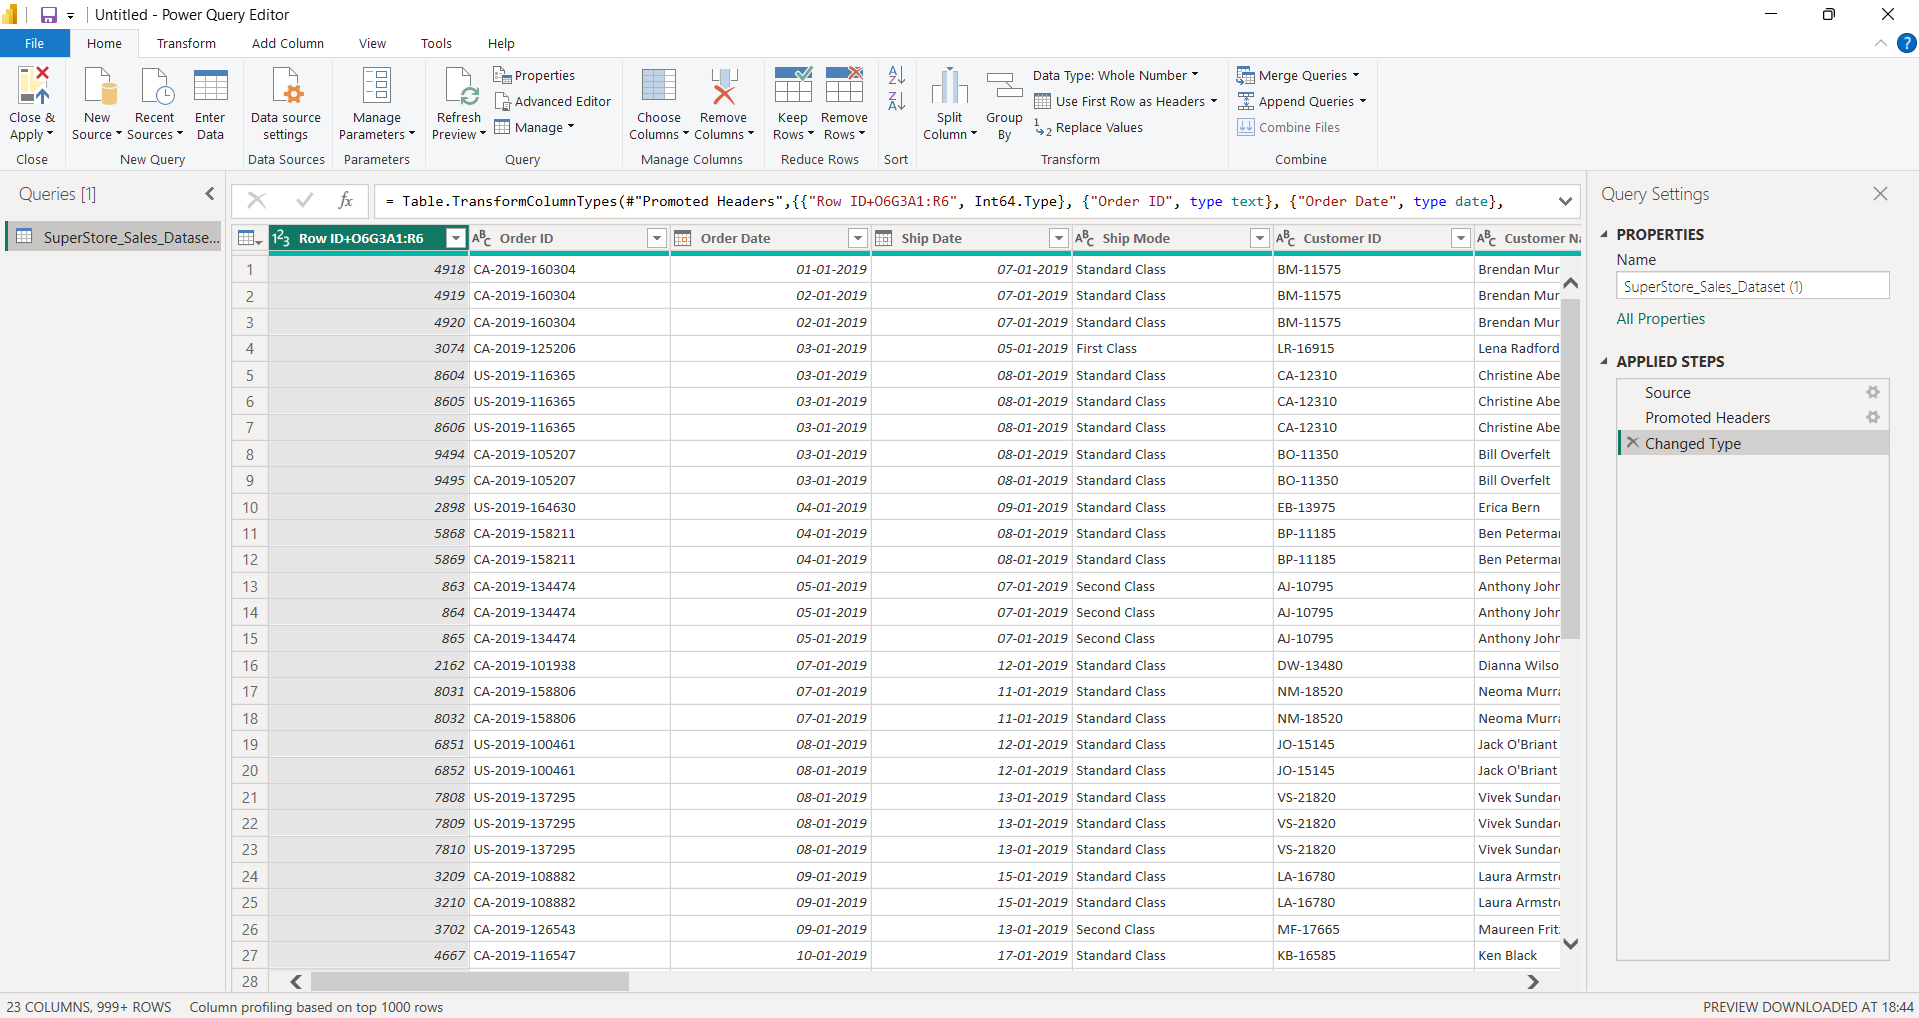 Untitled - Power Query Editor
File Home Transform Add Column View Tools Help ?
Close & Apply
New Source
Recent Sources
Enter Data
Data source settings
Manage Parameters
Refresh Preview
Properties
Advanced Editor
Manage
Choose Columns
Remove Columns
Keep Rows
Remove Rows
A Z
Z A
Split Column
Group By
Data Type: Whole Number
Use First Row as Headers
1 2 Replace Values
Merge Queries
Append Queries
Combine Files
Close New Query Data Sources Parameters Query Manage Columns Reduce Rows Sort Transform Combine
Queries [1]
SuperStore_Sales_Datase...
fx = Table.TransformColumnTypes(#"Promoted Headers",{{"Row ID+O6G3A1:R6", Int64.Type}, {"Order ID", type text}, {"Order Date", type date},
123 Row ID+O6G3A1:R6 ABC Order ID Order Date Ship Date ABC Ship Mode ABC Customer ID ABC Customer Na
1 4918 CA-2019-160304 01-01-2019 07-01-2019 Standard Class BM-11575 Brendan Mur
2 4919 CA-2019-160304 02-01-2019 07-01-2019 Standard Class BM-11575 Brendan Mur
3 4920 CA-2019-160304 02-01-2019 07-01-2019 Standard Class BM-11575 Brendan Mur
4 3074 CA-2019-125206 03-01-2019 05-01-2019 First Class LR-16915 Lena Radford
5 8604 US-2019-116365 03-01-2019 08-01-2019 Standard Class CA-12310 Christine Abe
6 8605 US-2019-116365 03-01-2019 08-01-2019 Standard Class CA-12310 Christine Abe
7 8606 US-2019-116365 03-01-2019 08-01-2019 Standard Class CA-12310 Christine Abe
8 9494 CA-2019-105207 03-01-2019 08-01-2019 Standard Class BO-11350 Bill Overfelt
9 9495 CA-2019-105207 03-01-2019 08-01-2019 Standard Class BO-11350 Bill Overfelt
10 2898 US-2019-164630 04-01-2019 09-01-2019 Standard Class EB-13975 Erica Bern
11 5868 CA-2019-158211 04-01-2019 08-01-2019 Standard Class BP-11185 Ben Peterma
12 5869 CA-2019-158211 04-01-2019 08-01-2019 Standard Class BP-11185 Ben Peterma
13 863 CA-2019-134474 05-01-2019 07-01-2019 Second Class AJ-10795 Anthony John
14 864 CA-2019-134474 05-01-2019 07-01-2019 Second Class AJ-10795 Anthony John
15 865 CA-2019-134474 05-01-2019 07-01-2019 Second Class AJ-10795 Anthony John
16 2162 CA-2019-101938 07-01-2019 12-01-2019 Standard Class DW-13480 Dianna Wilso
17 8031 CA-2019-158806 07-01-2019 11-01-2019 Standard Class NM-18520 Neoma Murra
18 8032 CA-2019-158806 07-01-2019 11-01-2019 Standard Class NM-18520 Neoma Murra
19 6851 US-2019-100461 08-01-2019 12-01-2019 Standard Class JO-15145 Jack O'Briant
20 6852 US-2019-100461 08-01-2019 12-01-2019 Standard Class JO-15145 Jack O'Briant
21 7808 US-2019-137295 08-01-2019 13-01-2019 Standard Class VS-21820 Vivek Sundar
22 7809 US-2019-137295 08-01-2019 13-01-2019 Standard Class VS-21820 Vivek Sundar
23 7810 US-2019-137295 08-01-2019 13-01-2019 Standard Class VS-21820 Vivek Sundar
24 3209 CA-2019-108882 09-01-2019 15-01-2019 Standard Class LA-16780 Laura Armstr
25 3210 CA-2019-108882 09-01-2019 15-01-2019 Standard Class LA-16780 Laura Armstr
26 3702 CA-2019-126543 09-01-2019 13-01-2019 Second Class MF-17665 Maureen Frit
27 4667 CA-2019-116547 10-01-2019 17-01-2019 Standard Class KB-16585 Ken Black
28
Query Settings
PROPERTIES
Name
SuperStore_Sales_Dataset (1)
All Properties
APPLIED STEPS
Source
Promoted Headers
Changed Type
23 COLUMNS, 999+ ROWS Column profiling based on top 1000 rows PREVIEW DOWNLOADED AT 18:44